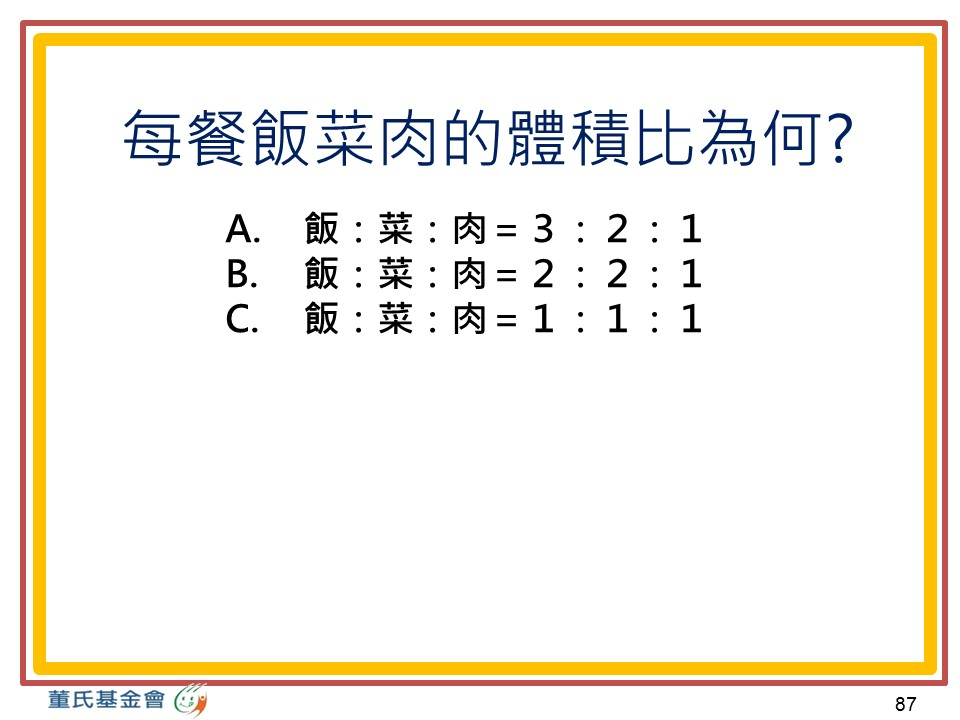 每餐飯菜肉的體積比為何?
A. 飯：菜：肉＝3：2：1
B. 飯：菜：肉＝2：2：1
C. 飯：菜：肉＝1：1：1
董氏基金會
87